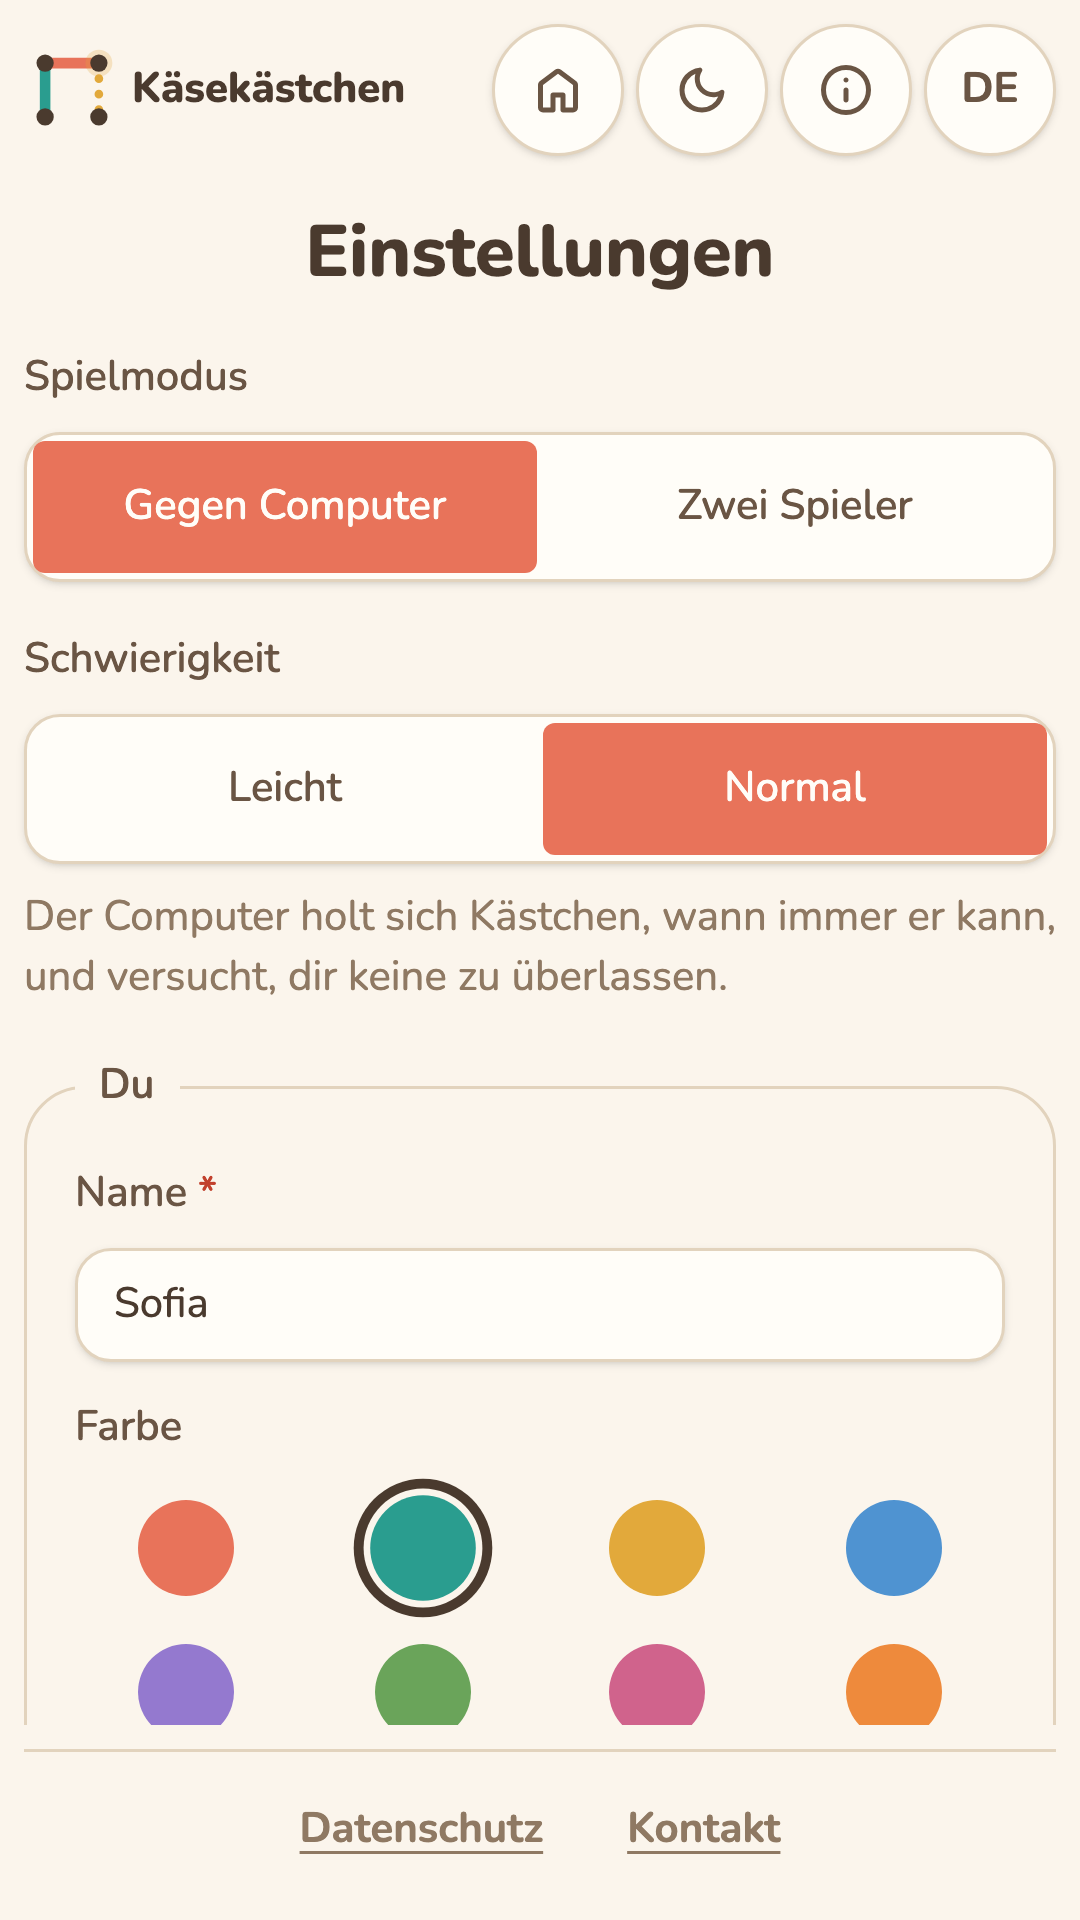 Käsekästchen
DE
Einstellungen
Spielmodus
Gegen Computer
Zwei Spieler
Schwierigkeit
Leicht
Normal
Der Computer holt sich Kästchen, wann immer er kann,
und versucht, dir keine zu überlassen.
Du
Name *
Sofia
Farbe
Datenschutz
Kontakt